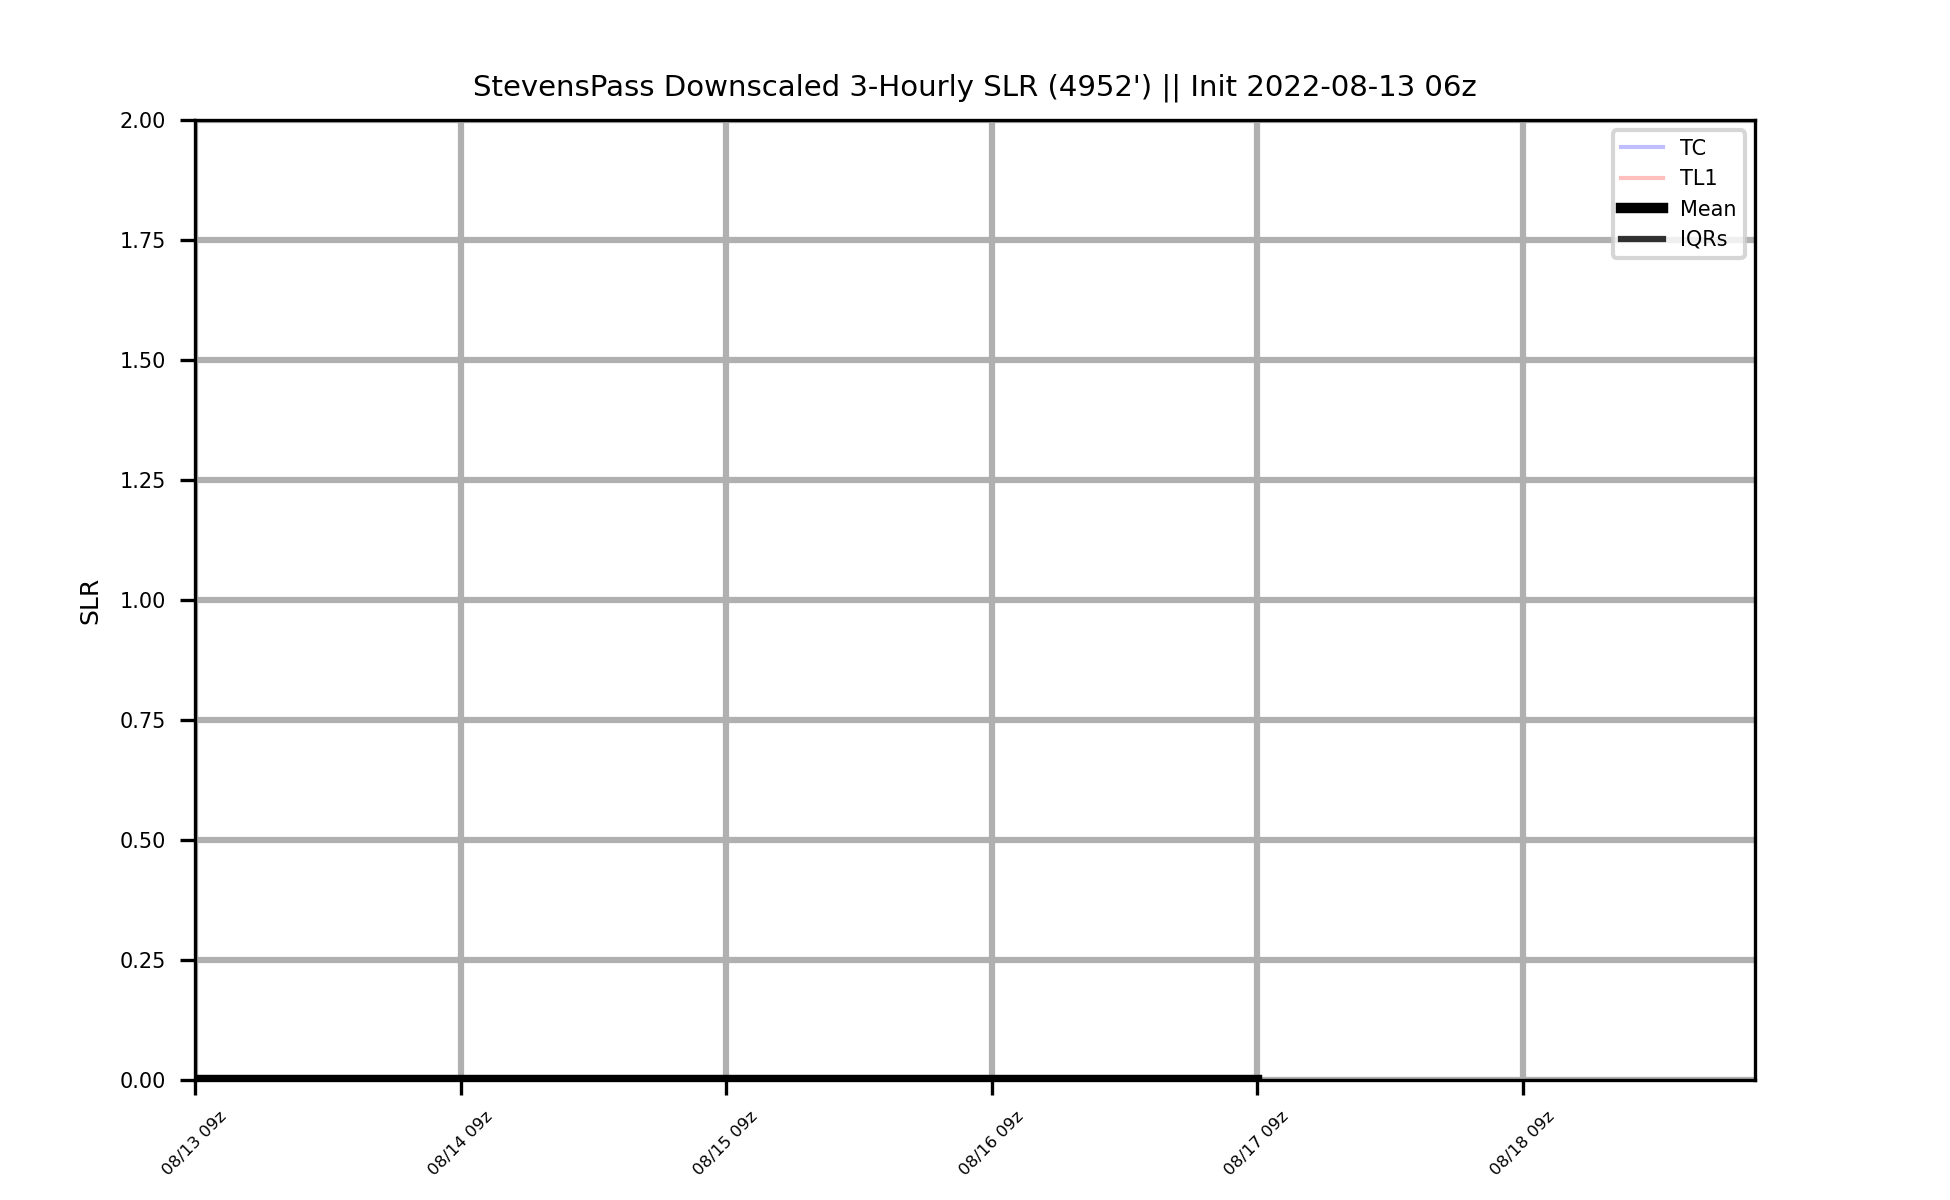 StevensPass Downscaled 3-Hourly SLR (4952') || Init 2022-08-13 06z
2.00
1.75
1.50
1.25
1.00
0.75
0.50
0.25
0.00
SLR
TC
TL1
Mean
IQRs
08/13 09z
08/14 09z
08/15 09z
08/16 09z
08/17 09z
08/18 09z